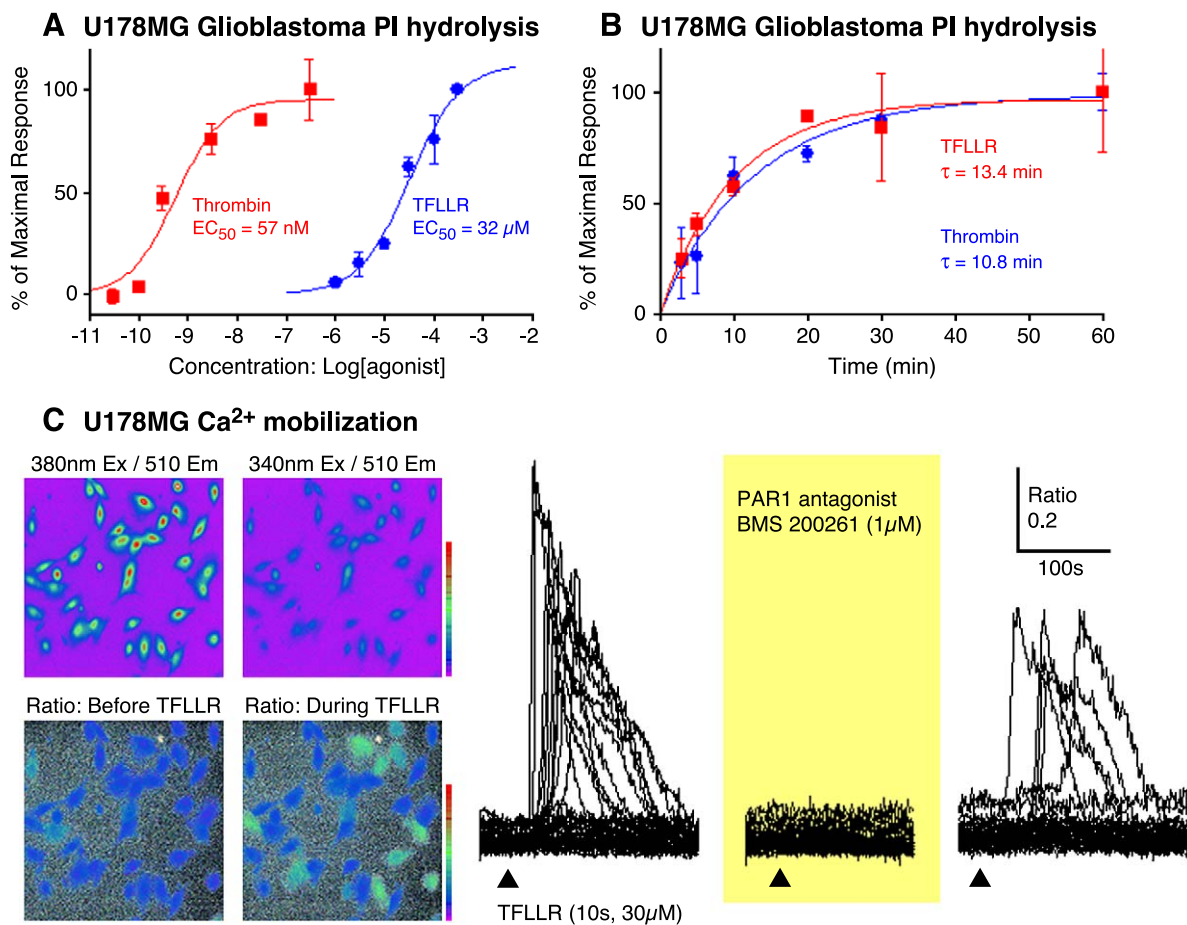 A U178MG Glioblastoma PI hydrolysis
% of Maximal Response
100
50
0
Thrombin
EC50 = 57 nM
TFLLR
EC50 = 32 µM
-11 -10 -9 -8 -7 -6 -5 -4 -3 -2
Concentration: Log[agonist]
B U178MG Glioblastoma PI hydrolysis
% of Maximal Response
100
50
0
TFLLR
τ = 13.4 min
Thrombin
τ = 10.8 min
0 10 20 30 40 50 60
Time (min)
C U178MG Ca2+ mobilization
380nm Ex / 510 Em
340nm Ex / 510 Em
Ratio: Before TFLLR
Ratio: During TFLLR
TFLLR (10s, 30µM)
PAR1 antagonist
BMS 200261 (1µM)
Ratio
0.2
100s